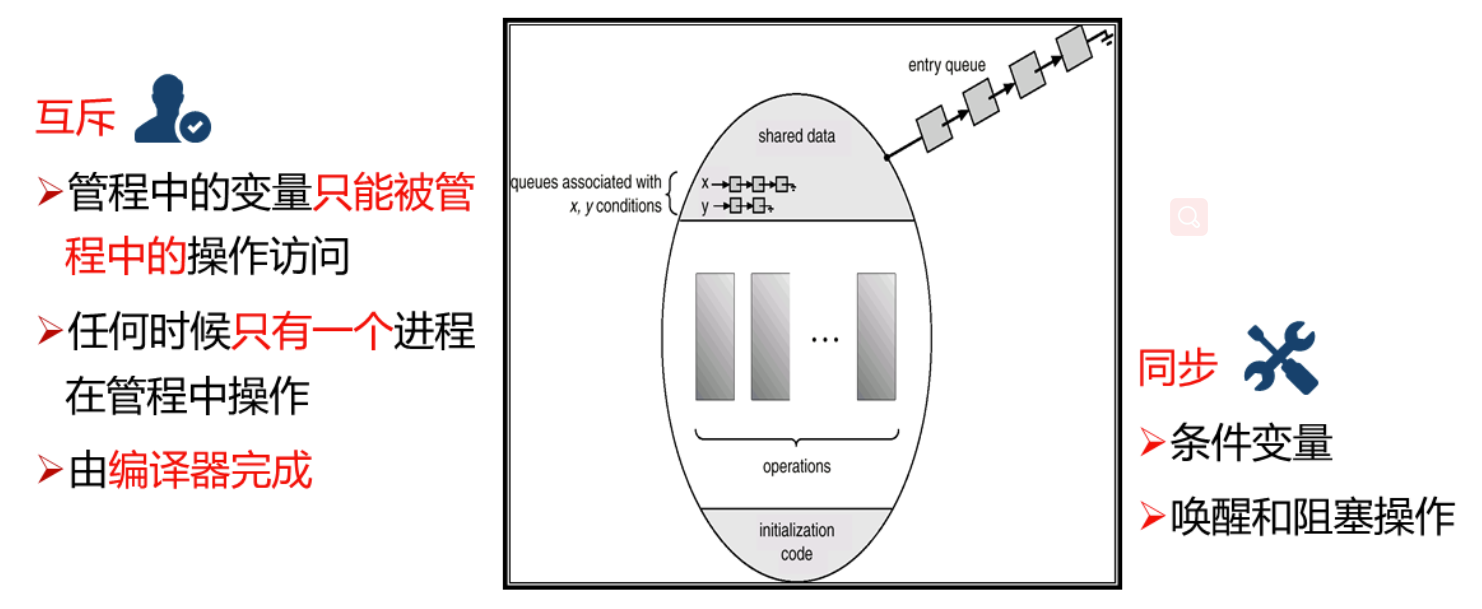 互斥
➢管程中的变量只能被管
程中的操作访问
➢任何时候只有一个进程
在管程中操作
➢由编译器完成
entry queue
shared data
queues associated with
x, y conditions
x
y
...
operations
initialization
code
同步
➢条件变量
➢唤醒和阻塞操作